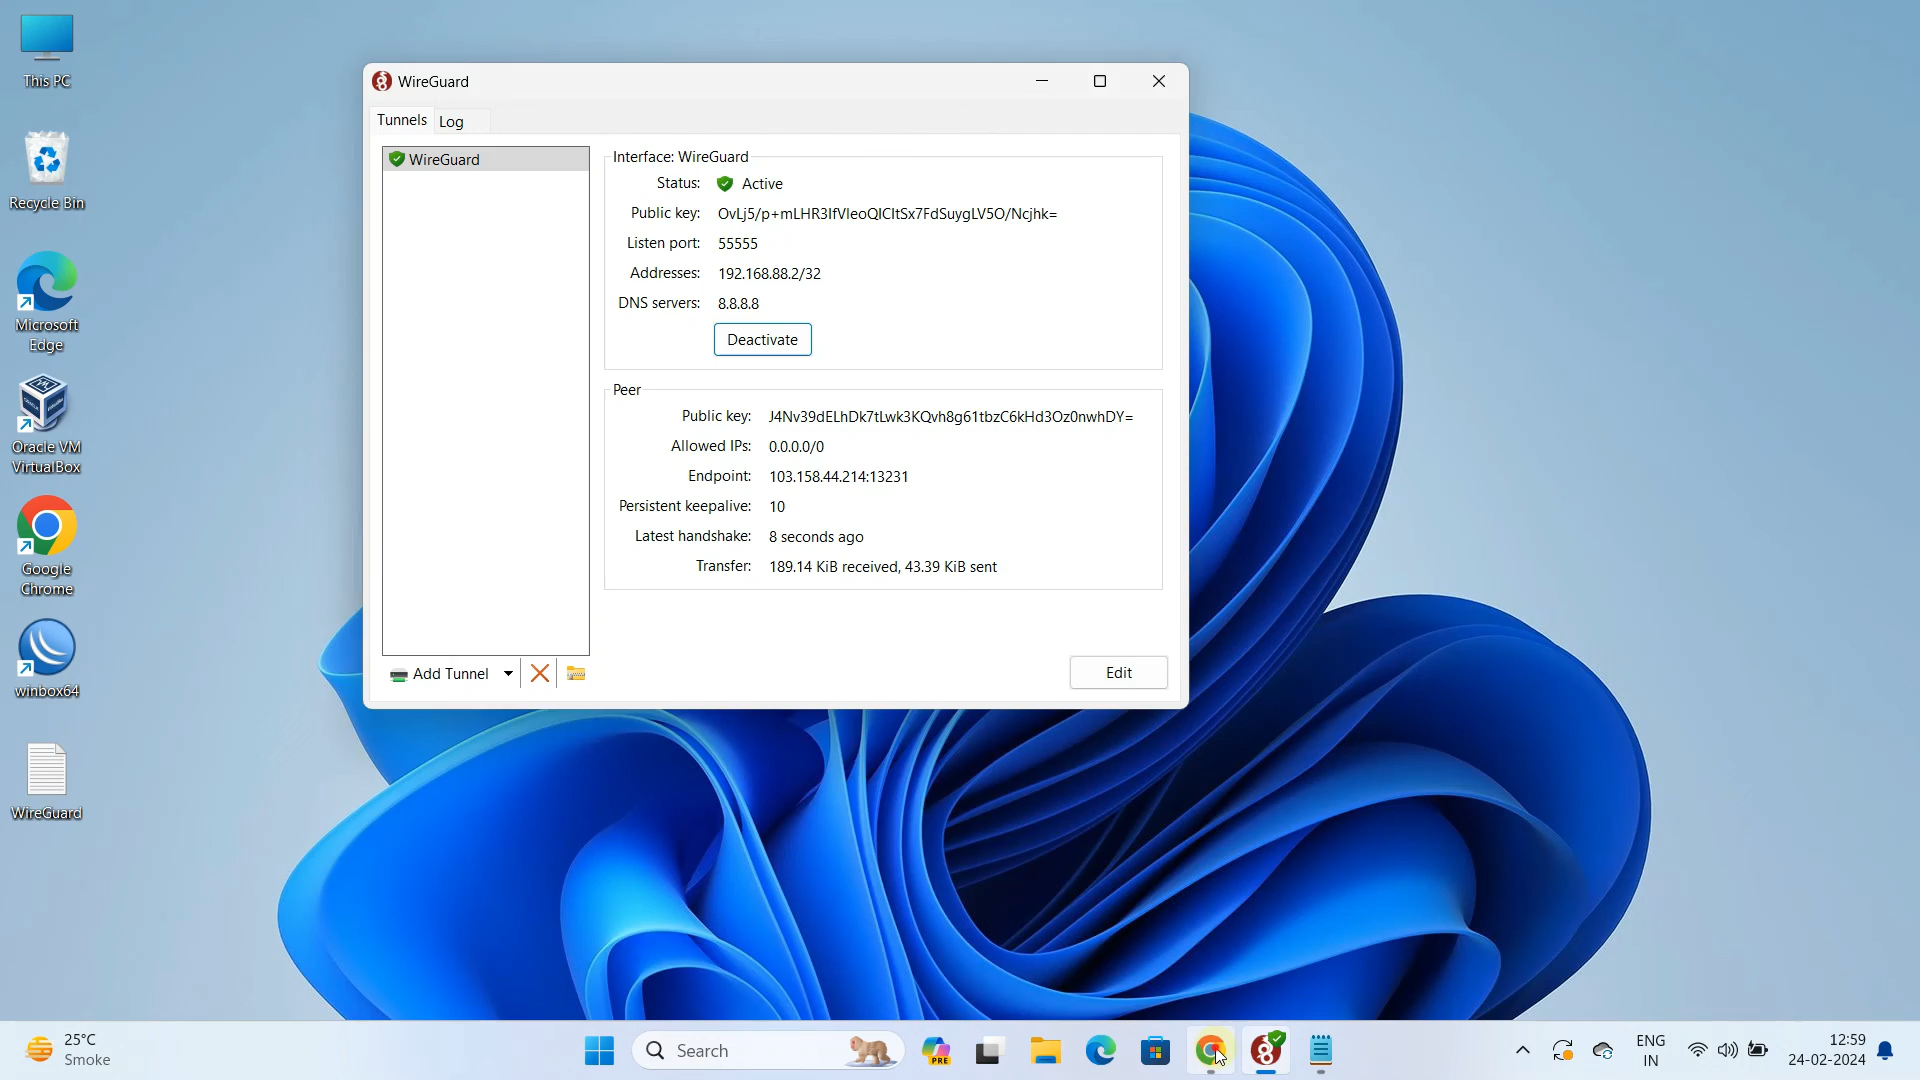 This PC
Recycle Bin
Microsoft
Edge
Oracle VM
VirtualBox
Google
Chrome
winbox64
WireGuard
WireGuard
Tunnels
Log
WireGuard
Interface: WireGuard
Status: Active
Public key: OvLj5/p+mLHR3IfVleoQICItSx7FdSuygLV5O/Ncjhk=
Listen port: 55555
Addresses: 192.168.88.2/32
DNS servers: 8.8.8.8
Deactivate
Peer
Public key: J4Nv39dELhDk7tLwk3KQvh8g61tbzC6kHd3Oz0nwhDY=
Allowed IPs: 0.0.0.0/0
Endpoint: 103.158.44.214:13231
Persistent keepalive: 10
Latest handshake: 8 seconds ago
Transfer: 189.14 KiB received, 43.39 KiB sent
Add Tunnel
Edit
25°C
Smoke
Search
PRE
ENG
IN
12:59
24-02-2024